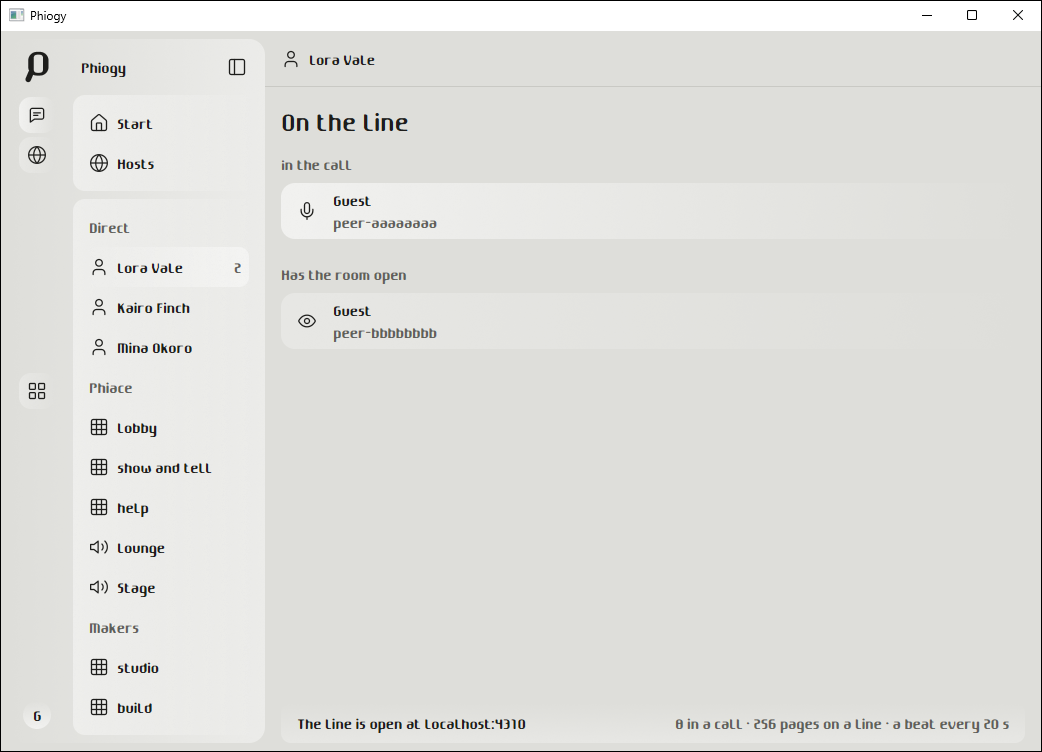 Phiogy
Phiogy
Lora Vale
On the line
Start
in the call
Hosts
Guest
peer-aaaaaaaa
Direct
Lora Vale 2
Has the room open
Kairo Finch
Guest
peer-bbbbbbbb
Mina Okoro
Phiace
Lobby
show and tell
help
Lounge
Stage
Makers
studio
build
G
The line is open at localhost:4310
0 in a call · 256 pages on a line · a beat every 20 s